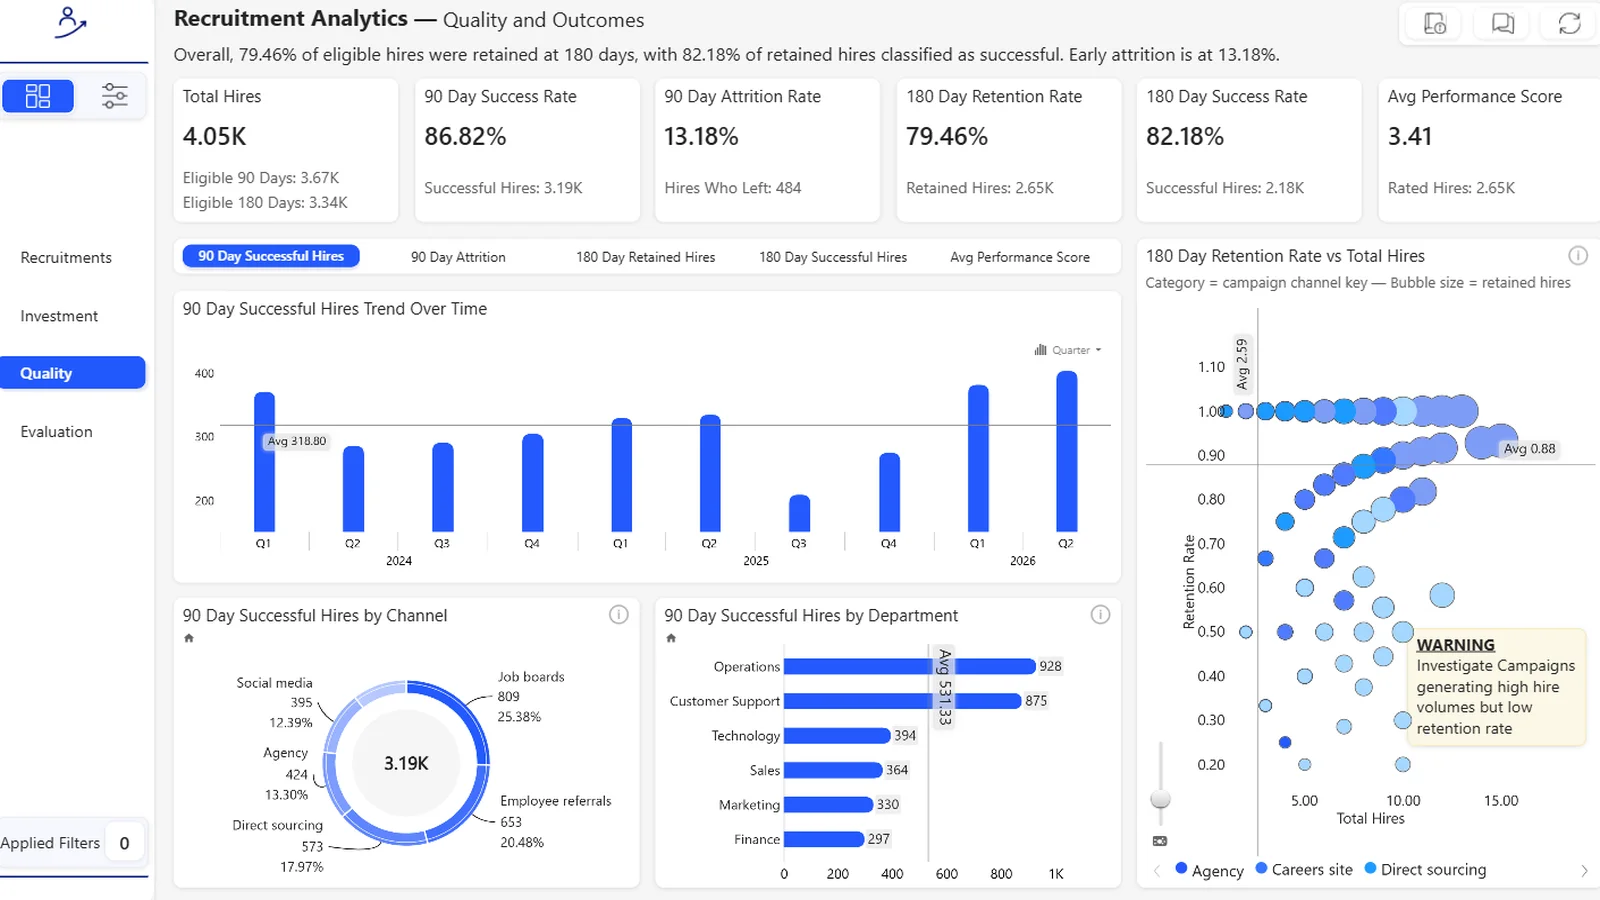 Recruitment Analytics — Quality and Outcomes
Overall, 79.46% of eligible hires were retained at 180 days, with 82.18% of retained hires classified as successful. Early attrition is at 13.18%.
Total Hires
4.05K
Eligible 90 Days: 3.67K
Eligible 180 Days: 3.34K
90 Day Success Rate
86.82%
Successful Hires: 3.19K
90 Day Attrition Rate
13.18%
Hires Who Left: 484
180 Day Retention Rate
79.46%
Retained Hires: 2.65K
180 Day Success Rate
82.18%
Successful Hires: 2.18K
Avg Performance Score
3.41
Rated Hires: 2.65K
Recruitments
Investment
Quality
Evaluation
Applied Filters 0
90 Day Successful Hires
90 Day Attrition
180 Day Retained Hires
180 Day Successful Hires
Avg Performance Score
90 Day Successful Hires Trend Over Time
Quarter
400
300
200
Avg 318.80
Q1 Q2 Q3 Q4 Q1 Q2 Q3 Q4 Q1 Q2
2024 2025 2026
90 Day Successful Hires by Channel
Social media
395
12.39%
Agency
424
13.30%
Direct sourcing
573
17.97%
3.19K
Job boards
809
25.38%
Employee referrals
653
20.48%
90 Day Successful Hires by Department
Avg 531.33
Operations 928
Customer Support 875
Technology 394
Sales 364
Marketing 330
Finance 297
0 200 400 600 800 1K
180 Day Retention Rate vs Total Hires
Category = campaign channel key — Bubble size = retained hires
Avg 2.59
Avg 0.88
Retention Rate
1.10
1.00
0.90
0.80
0.70
0.60
0.50
0.40
0.30
0.20
WARNING
Investigate Campaigns
generating high hire
volumes but low
retention rate
5.00 10.00 15.00
Total Hires
Agency Careers site Direct sourcing